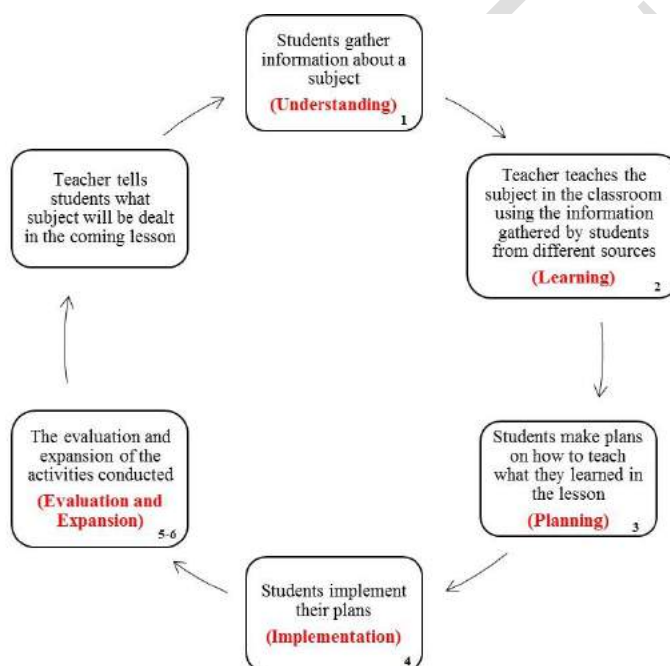 Students gather
information about a
subject
(Understanding)
1
Teacher teaches the
subject in the classroom
using the information
gathered by students
from different sources
(Learning)
2
Students make plans
on how to teach
what they learned in
the lesson
(Planning)
3
Students implement
their plans
(Implementation)
4
The evaluation and
expansion of the
activities conducted
(Evaluation and
Expansion)
5-6
Teacher tells
students what
subject will be dealt
in the coming lesson